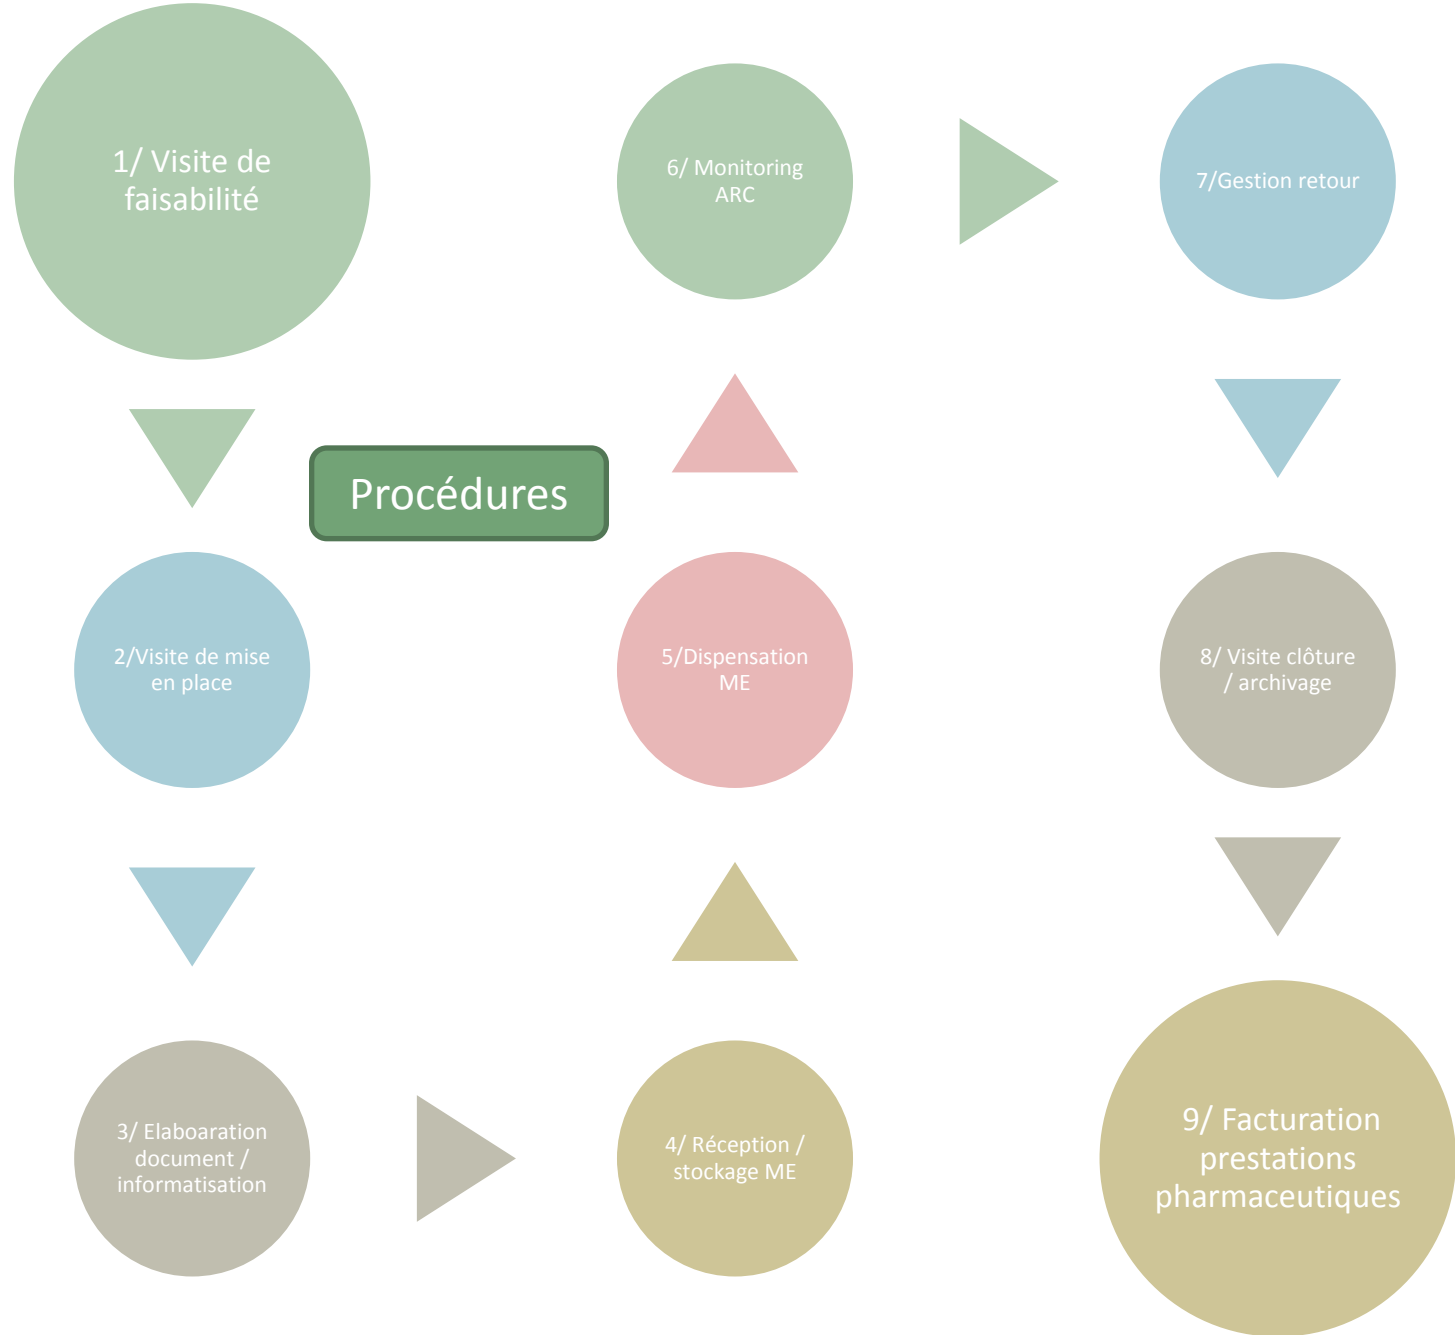 1/ Visite de
faisabilité
Procédures
2/Visite de mise
en place
3/ Elaboaration
document /
informatisation
4/ Réception /
stockage ME
5/Dispensation
ME
6/ Monitoring
ARC
7/Gestion retour
8/ Visite clôture
/ archivage
9/ Facturation
prestations
pharmaceutiques